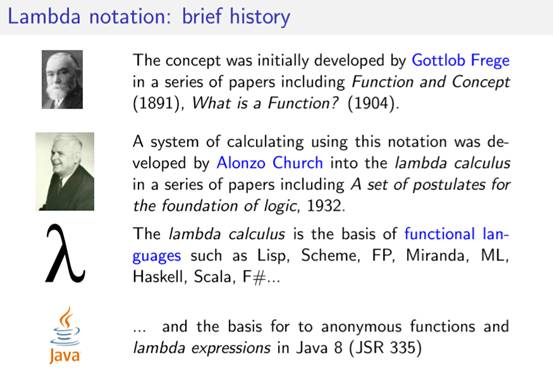 Lambda notation: brief history
The concept was initially developed by Gottlob Frege
in a series of papers including Function and Concept
(1891), What is a Function? (1904).
A system of calculating using this notation was de-
veloped by Alonzo Church into the lambda calculus
in a series of papers including A set of postulates for
the foundation of logic, 1932.
λ
The lambda calculus is the basis of functional lan-
guages such as Lisp, Scheme, FP, Miranda, ML,
Haskell, Scala, F#...
Java
... and the basis for to anonymous functions and
lambda expressions in Java 8 (JSR 335)